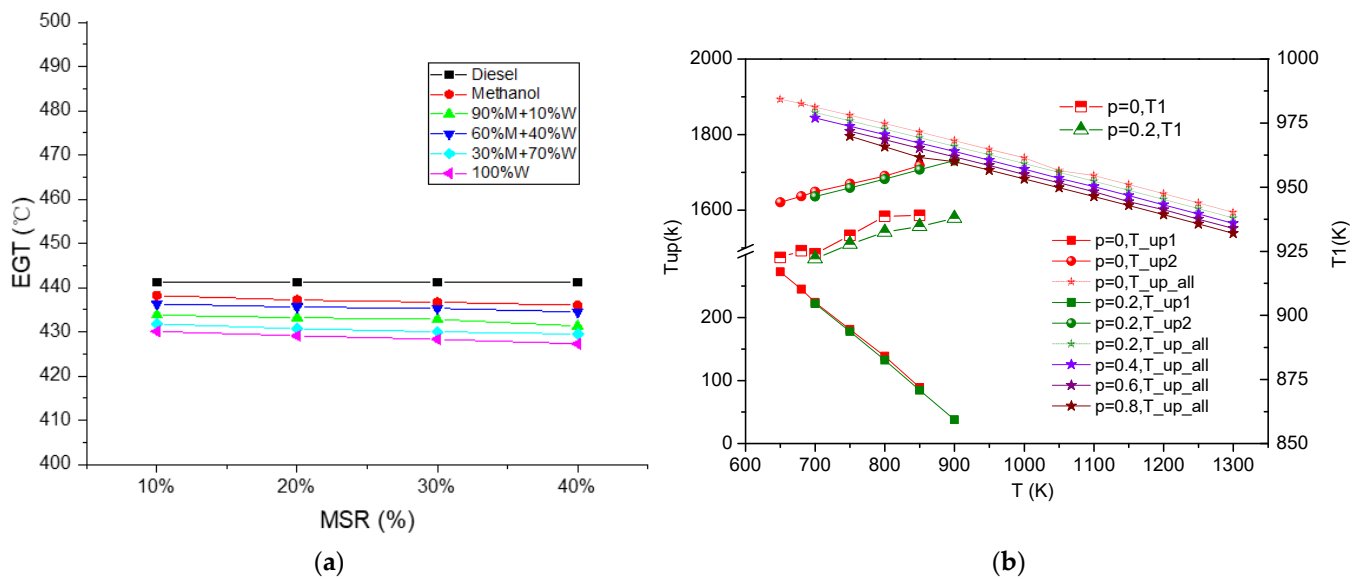 500
490
480
470
460
450
440
430
420
410
400
EGT (℃)
10%
20%
30%
40%
MSR (%)
Diesel
Methanol
90%M+10%W
60%M+40%W
30%M+70%W
100%W
(a)
2000
1800
1600
200
100
0
Tup(k)
600
700
800
900
1000
1100
1200
1300
T (K)
1000
975
950
925
900
875
850
T1(K)
p=0,T1
p=0.2,T1
p=0,T_up1
p=0,T_up2
p=0,T_up_all
p=0.2,T_up1
p=0.2,T_up2
p=0.2,T_up_all
p=0.4,T_up_all
p=0.6,T_up_all
p=0.8,T_up_all
(b)